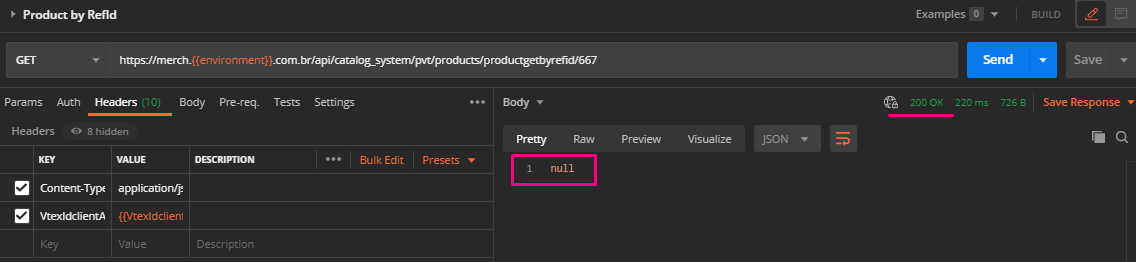 Product by RefId
Examples 0
BUILD
GET
https://merch.{{environment}}.com.br/api/catalog_system/pvt/products/productgetbyrefid/667
Send
Save
Params Auth Headers (10) Body Pre-req. Tests Settings
Headers 8 hidden
KEY VALUE DESCRIPTION ••• Bulk Edit Presets
Content-Type application/js
VtexIdclientA {{VtexIdclient
Key Value Description
Body
200 OK 220 ms 726 B Save Response
Pretty Raw Preview Visualize JSON
1 null